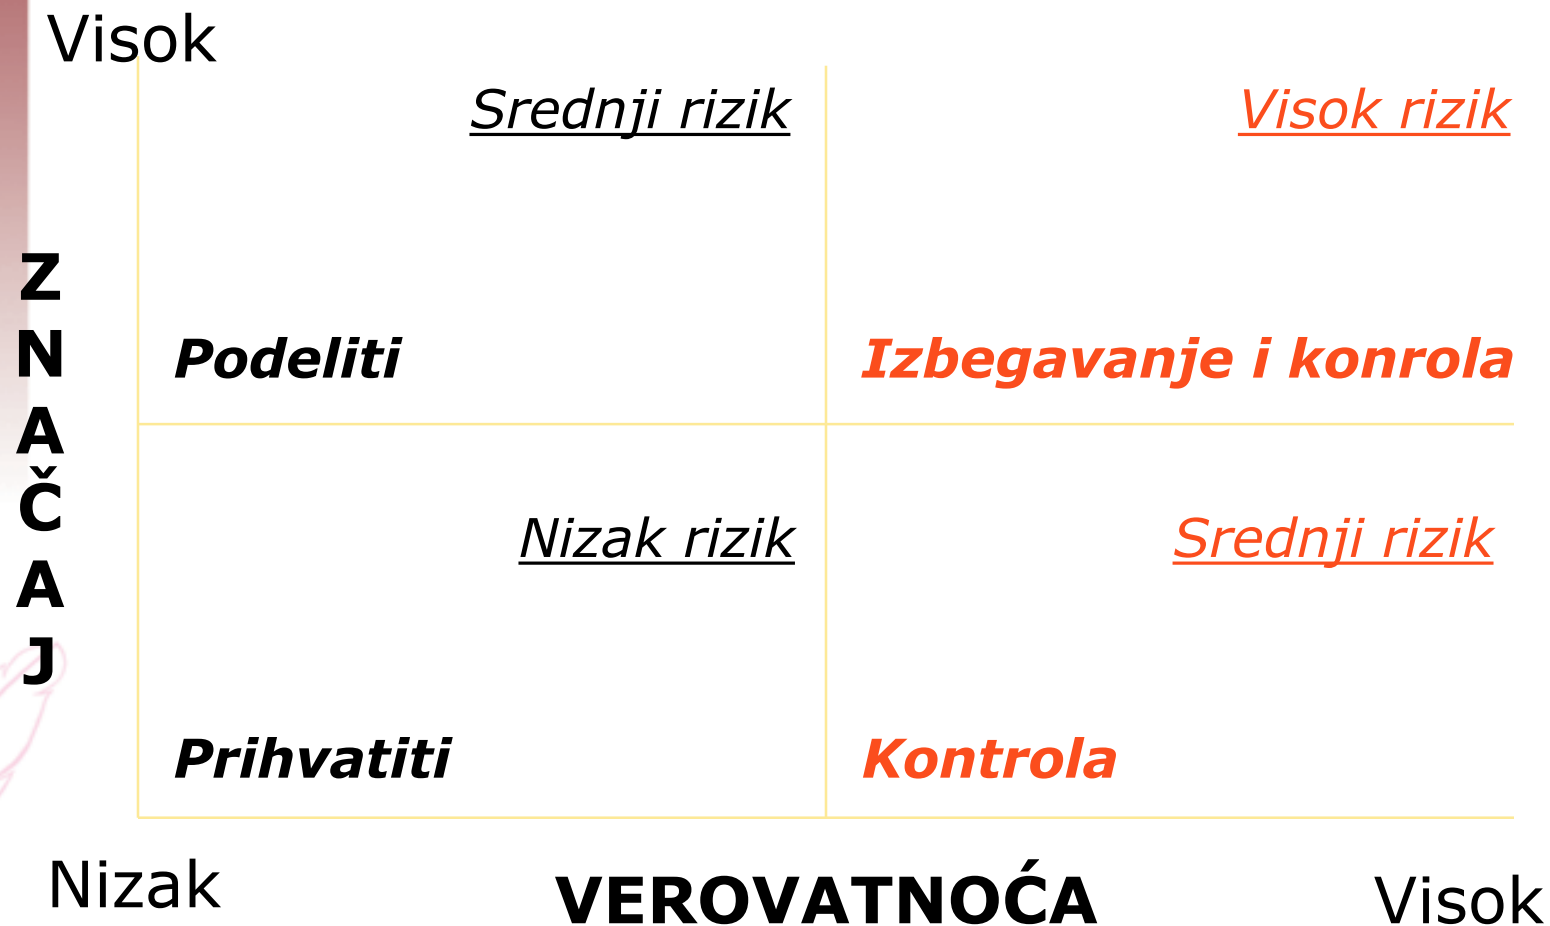 Visok
Srednji rizik
Visok rizik
Z
N
A
Č
A
J
Podeliti
Izbegavanje i konrola
Nizak rizik
Srednji rizik
Prihvatiti
Kontrola
Nizak
VEROVATNOĆA
Visok